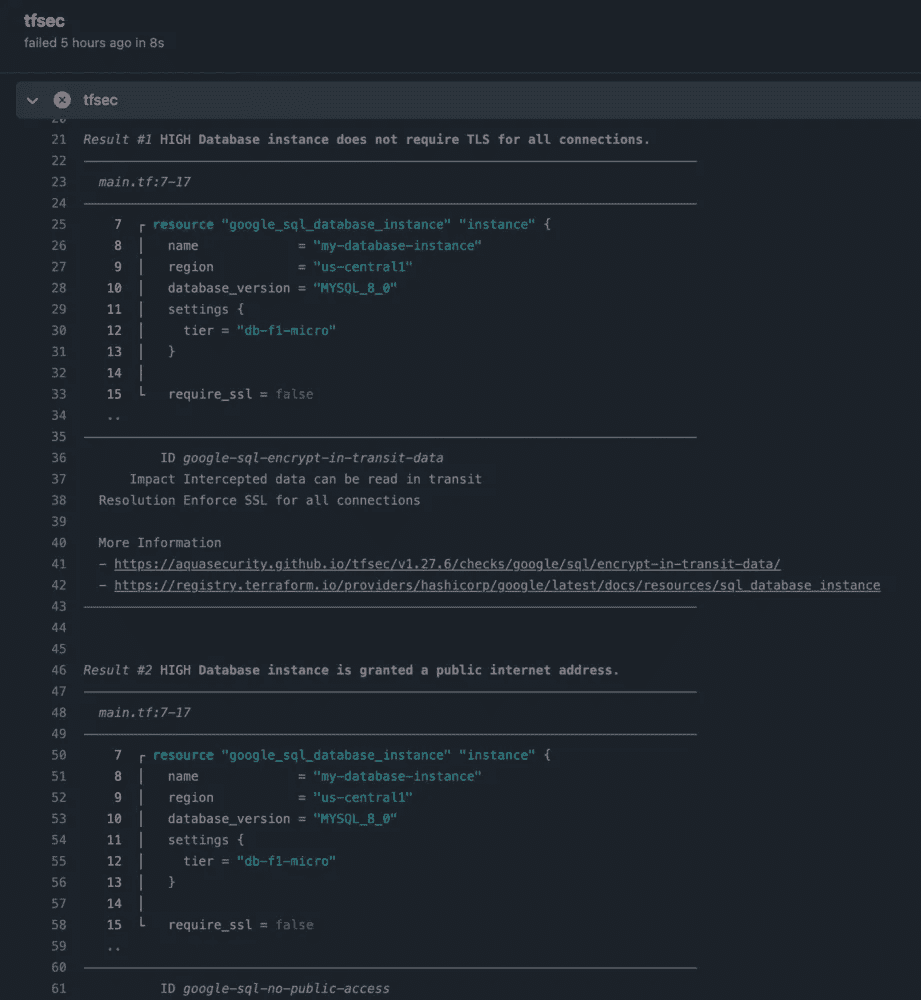 tfsec
failed 5 hours ago in 8s
tfsec
20
21 Result #1 HIGH Database instance does not require TLS for all connections.
22
23 main.tf:7-17
24
25 7 resource "google_sql_database_instance" "instance" {
26 8 name = "my-database-instance"
27 9 region = "us-central1"
28 10 database_version = "MYSQL_8_0"
29 11 settings {
30 12 tier = "db-f1-micro"
31 13 }
32 14
33 15 require_ssl = false
34 ..
35
36 ID google-sql-encrypt-in-transit-data
37 Impact Intercepted data can be read in transit
38 Resolution Enforce SSL for all connections
39
40 More Information
41 - https://aquasecurity.github.io/tfsec/v1.27.6/checks/google/sql/encrypt-in-transit-data/
42 - https://registry.terraform.io/providers/hashicorp/google/latest/docs/resources/sql_database_instance
43
44
45
46 Result #2 HIGH Database instance is granted a public internet address.
47
48 main.tf:7-17
49
50 7 resource "google_sql_database_instance" "instance" {
51 8 name = "my-database-instance"
52 9 region = "us-central1"
53 10 database_version = "MYSQL_8_0"
54 11 settings {
55 12 tier = "db-f1-micro"
56 13 }
57 14
58 15 require_ssl = false
59 ..
60
61 ID google-sql-no-public-access